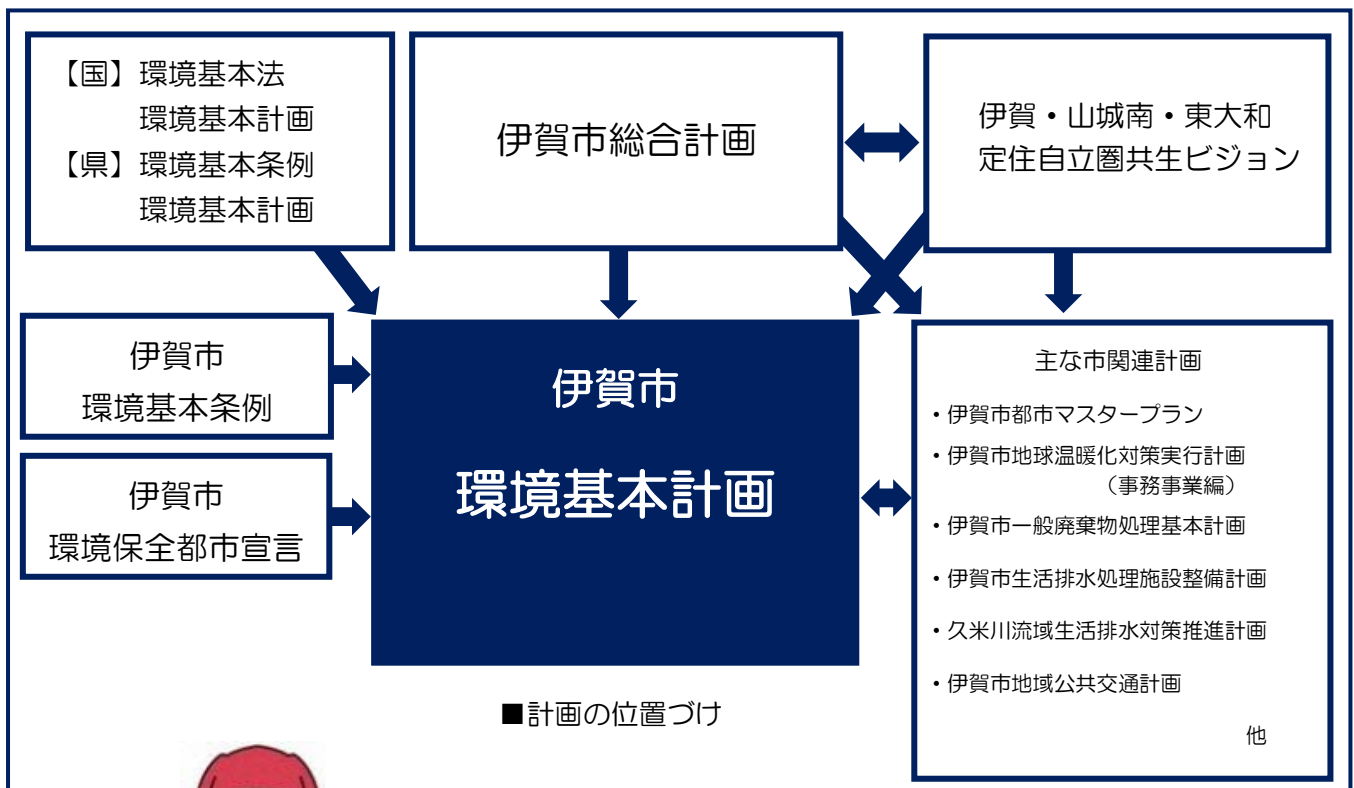 【国】環境基本法
環境基本計画
【県】環境基本条例
環境基本計画
伊賀市総合計画
伊賀・山城南・東大和
定住自立圏共生ビジョン
伊賀市
環境基本条例
伊賀市
環境保全都市宣言
伊賀市
環境基本計画
主な市関連計画
・伊賀市都市マスタープラン
・伊賀市地球温暖化対策実行計画
（事務事業編）
・伊賀市一般廃棄物処理基本計画
・伊賀市生活排水処理施設整備計画
・久米川流域生活排水対策推進計画
・伊賀市地域公共交通計画
他
■計画の位置づけ